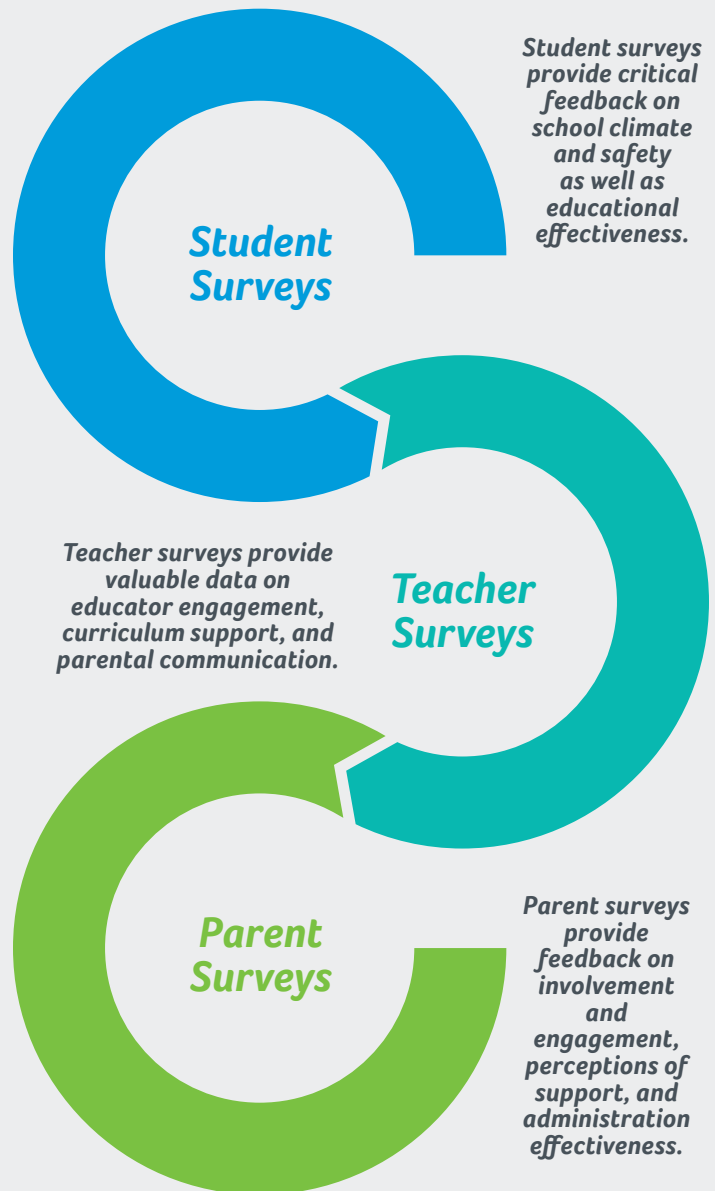 Student surveys
provide critical
feedback on
school climate
and safety
as well as
educational
effectiveness.
Student
Surveys
Teacher surveys provide
valuable data on
educator engagement,
curriculum support, and
parental communication.
Teacher
Surveys
Parent
Surveys
Parent surveys
provide
feedback on
involvement
and
engagement,
perceptions of
support, and
administration
effectiveness.